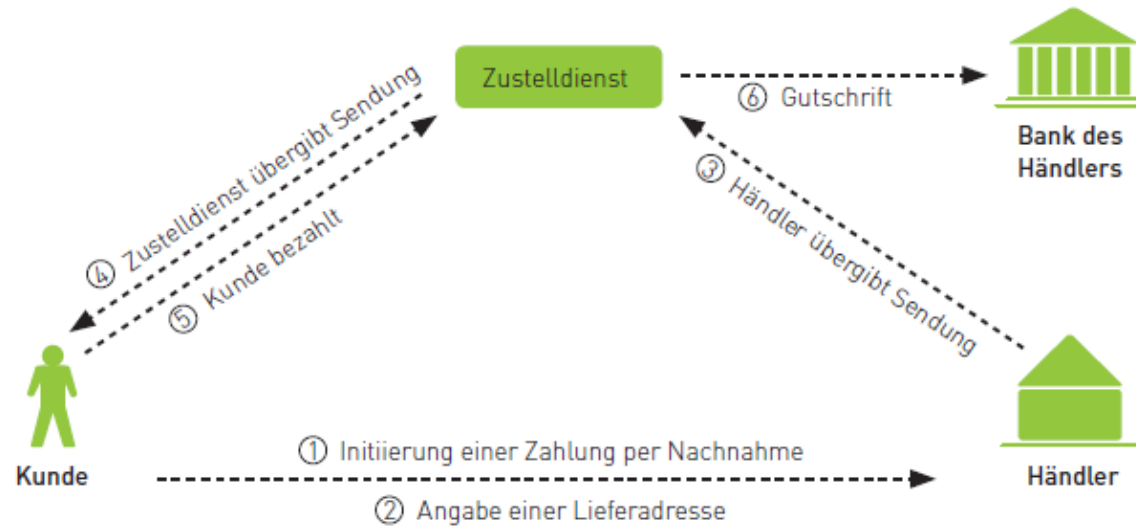 Zustelldienst
⑥ Gutschrift
Bank des
Händlers
④ Zustelldienst übergibt Sendung
⑤ Kunde bezahlt
③ Händler übergibt Sendung
① Initiierung einer Zahlung per Nachnahme
② Angabe einer Lieferadresse
Kunde
Händler